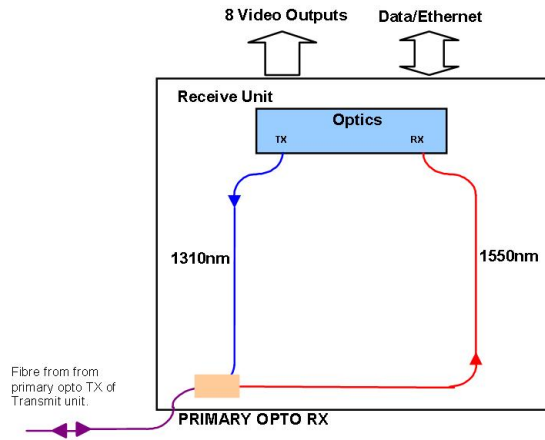 8 Video Outputs
Data/Ethernet
Receive Unit
Optics
TX
RX
1310nm
1550nm
Fibre from from
primary opto TX of
Transmit unit.
PRIMARY OPTO RX